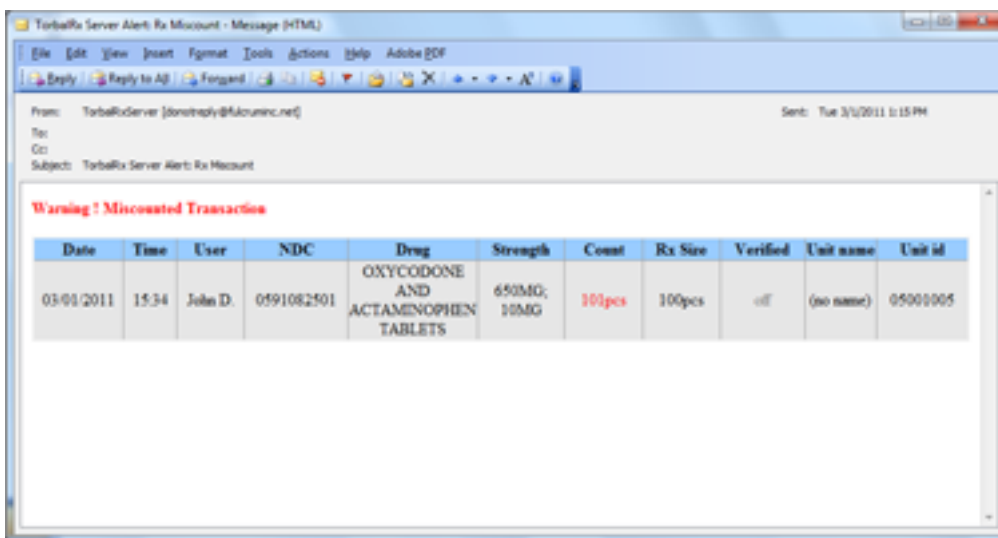 TorbalRx Server Alert: Rx Miscount - Message (HTML)
File Edit View Insert Format Tools Actions Help Adobe PDF
Reply Reply to All Forward
From: TorbalRxServer [donotreply@fulcruminc.net] Sent: Tue 3/1/2011 1:15 PM
To:
Cc:
Subject: TorbalRx Server Alert: Rx Miscount
Warning ! Miscounted Transaction
Date Time User NDC Drug Strength Count Rx Size Verified Unit name Unit id
03/01/2011 15:34 John D. 0591082501 OXYCODONE AND ACTAMINOPHEN TABLETS 650MG; 10MG 101pcs 100pcs off (no name) 05001005